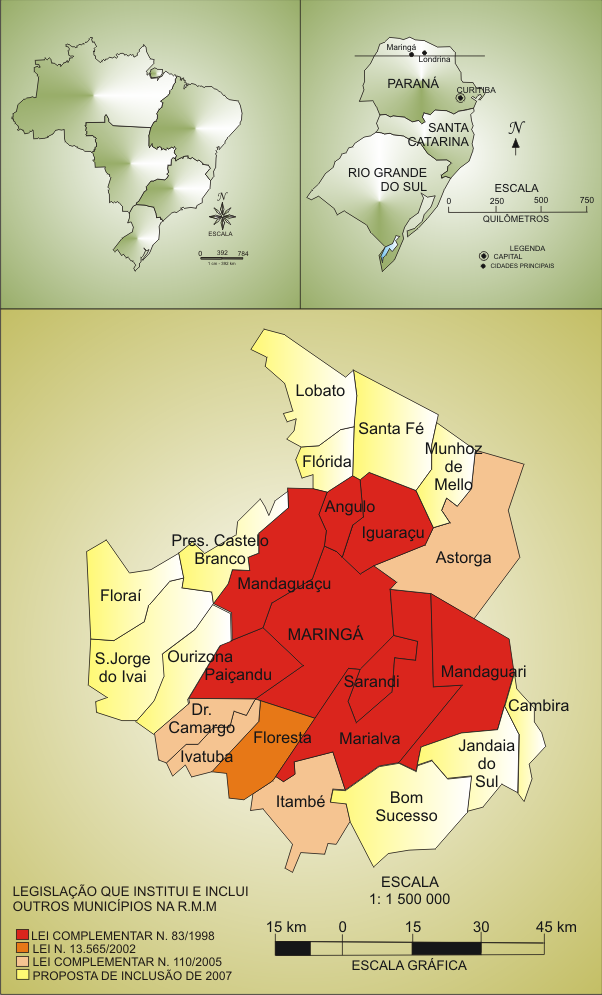 N
ESCALA
0 392 784
1 cm - 392 km
Maringá
Londrina
PARANÁ
CURITIBA
SANTA
CATARINA
RIO GRANDE
DO SUL
N
ESCALA
0 250 500 750
QUILÔMETROS
LEGENDA
CAPITAL
CIDADES PRINCIPAIS
Lobato
Santa Fé
Flórida
Munhoz
de
Mello
Angulo
Iguaraçu
Pres. Castelo
Branco
Astorga
Mandaguaçu
Floraí
MARINGÁ
S.Jorge
do Ivai
Ourizona
Paiçandu
Sarandi
Mandaguari
Dr.
Camargo
Cambira
Floresta
Marialva
Ivatuba
Jandaia
do
Sul
Itambé
Bom
Sucesso
ESCALA
1: 1 500 000
LEGISLAÇÃO QUE INSTITUI E INCLUI
OUTROS MUNICÍPIOS NA R.M.M
LEI COMPLEMENTAR N. 83/1998
LEI N. 13.565/2002
LEI COMPLEMENTAR N. 110/2005
PROPOSTA DE INCLUSÃO DE 2007
15 km 0 15 30 45 km
ESCALA GRÁFICA